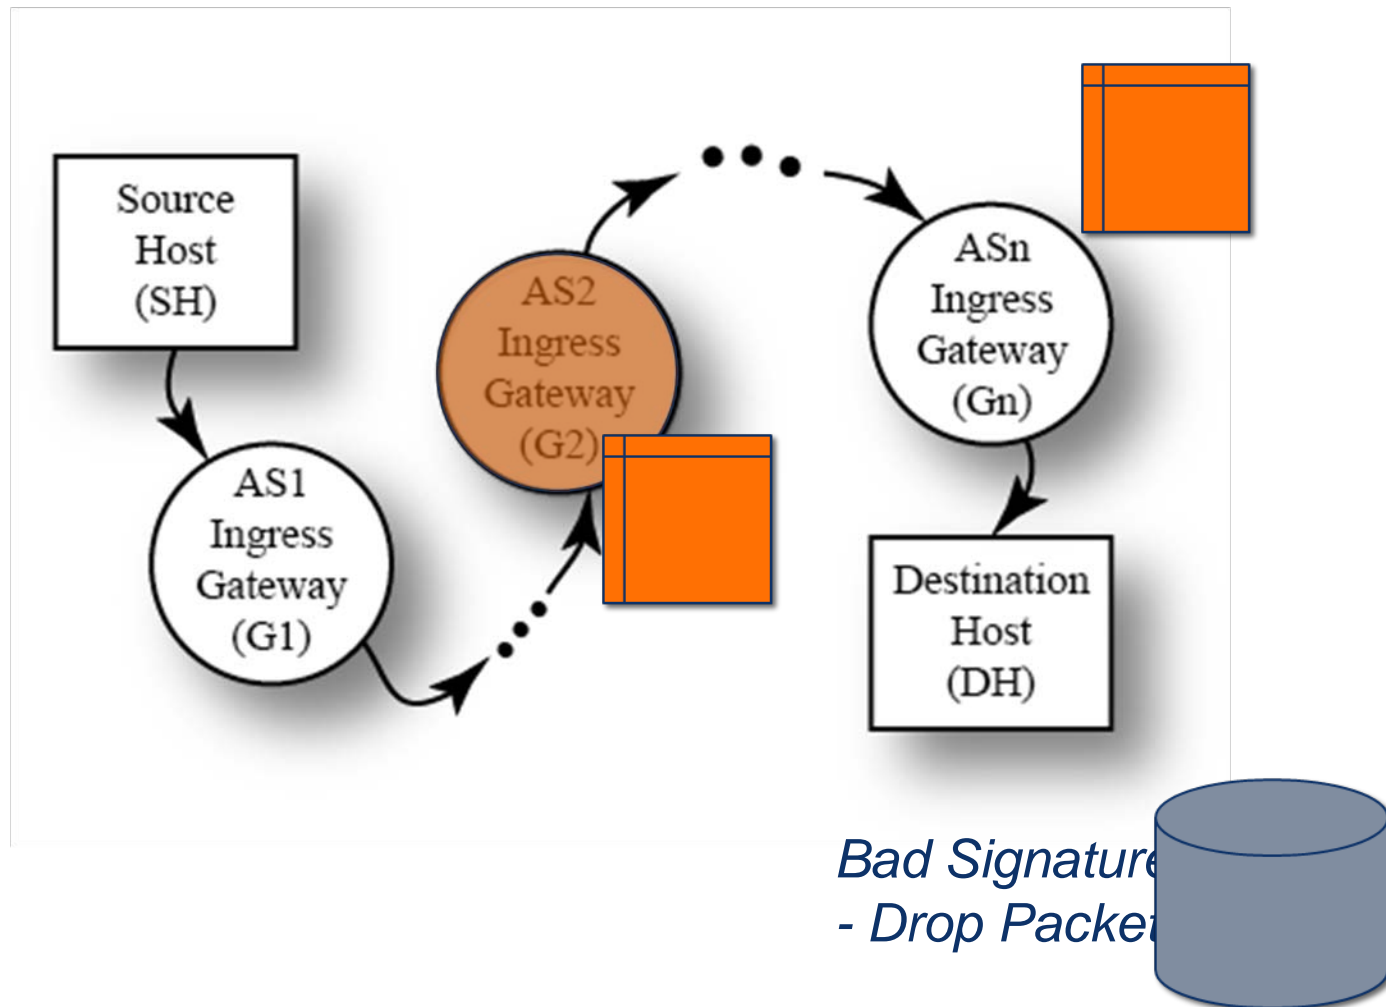 Source
Host
(SH)
AS1
Ingress
Gateway
(G1)
AS2
Ingress
Gateway
(G2)
ASn
Ingress
Gateway
(Gn)
Destination
Host
(DH)
Bad Signature
- Drop Packet